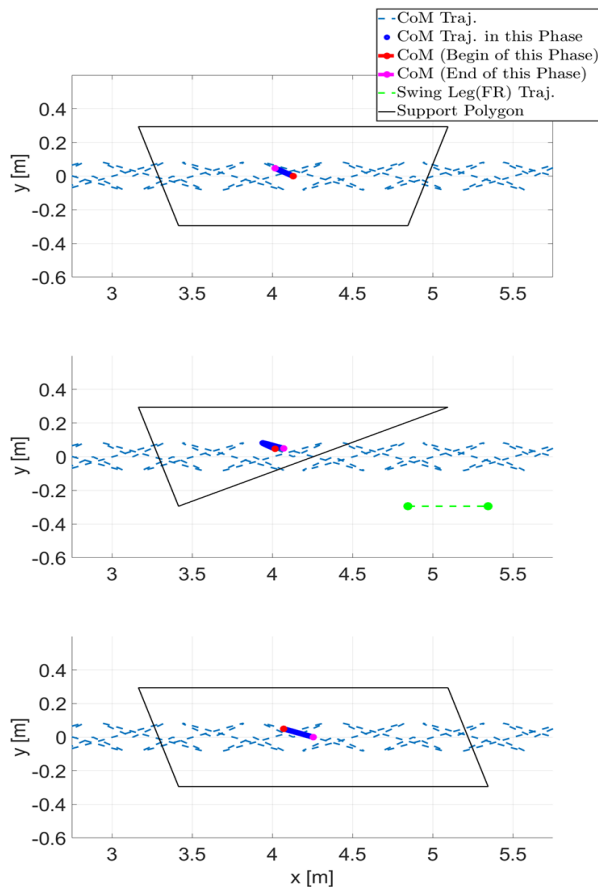 CoM Traj.
CoM Traj. in this Phase
CoM (Begin of this Phase)
CoM (End of this Phase)
Swing Leg(FR) Traj.
Support Polygon
0.4
0.2
0
-0.2
-0.4
-0.6
y [m]
3 3.5 4 4.5 5 5.5
0.4
0.2
0
-0.2
-0.4
-0.6
y [m]
3 3.5 4 4.5 5 5.5
0.4
0.2
0
-0.2
-0.4
-0.6
y [m]
3 3.5 4 4.5 5 5.5
x [m]